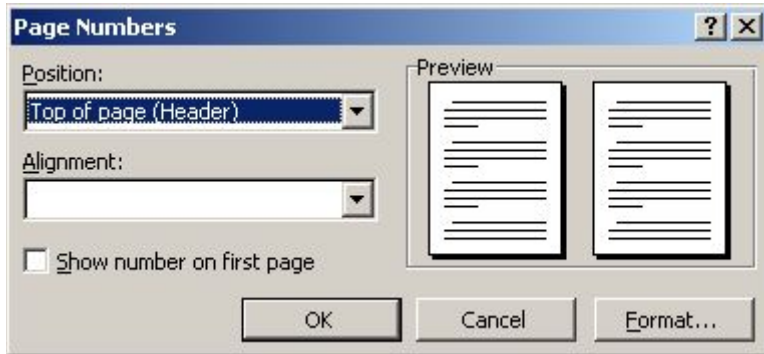 Page Numbers
Position:
Top of page (Header)
Alignment:
Show number on first page
Preview
OK
Cancel
Format...